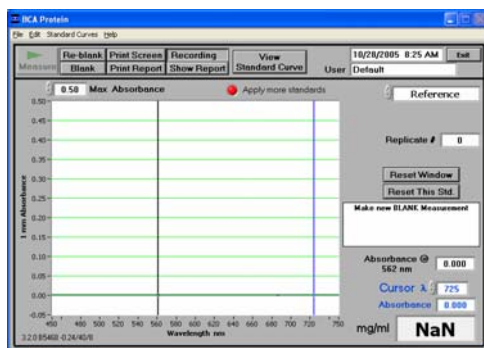 BCA Protein
File Edit Standard Curves Help
Measure
Re-blank Print Screen Recording
Blank Print Report Show Report
View
Standard Curve
10/28/2005 8:25 AM Exit
User Default
0.50 Max Absorbance
Apply more standards
Reference
Replicate # 0
Reset Window
Reset This Std.
Make new BLANK Measurement
Absorbance @
562 nm
0.000
Cursor λ 725
Absorbance 0.000
mg/ml NaN
1 mm Absorbance
0.50
0.45
0.40
0.35
0.30
0.25
0.20
0.15
0.10
0.05
0.00
-0.05
450 500 520 540 560 580 600 620 640 660 680 700 720 750
Wavelength nm